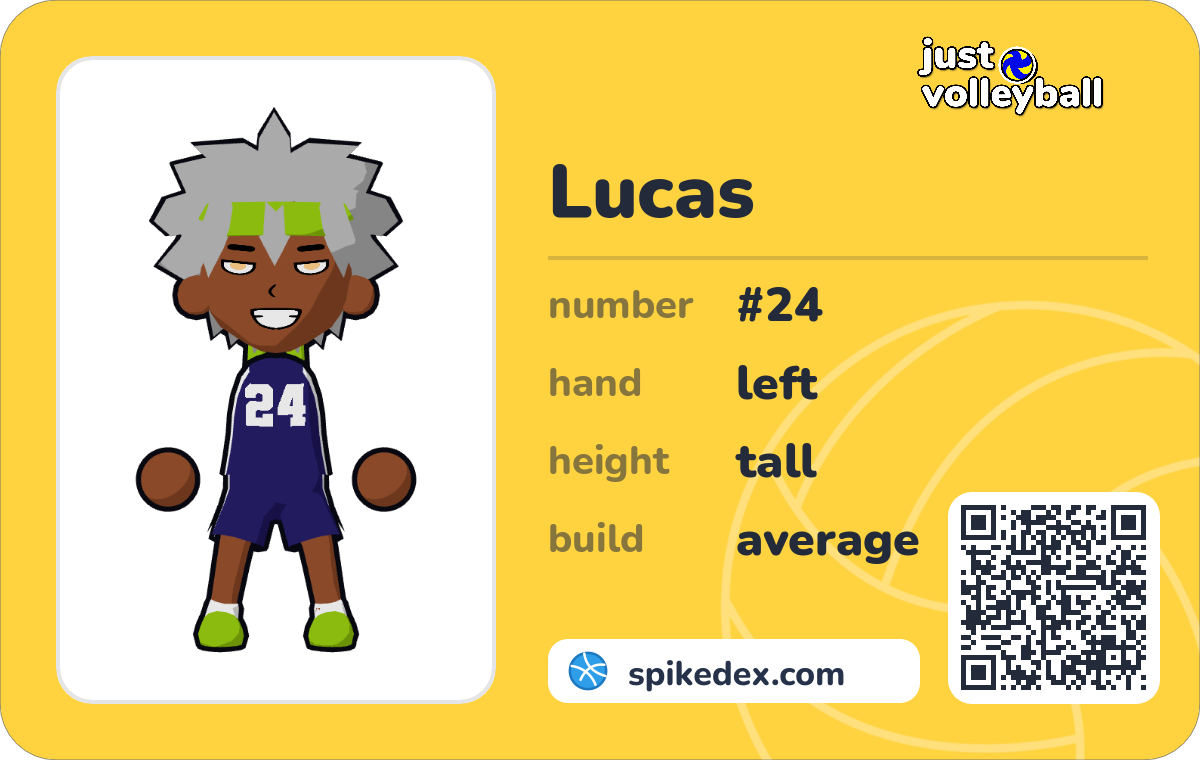 just
volleyball
Lucas
number #24
hand left
height tall
build average
24
spikedex.com